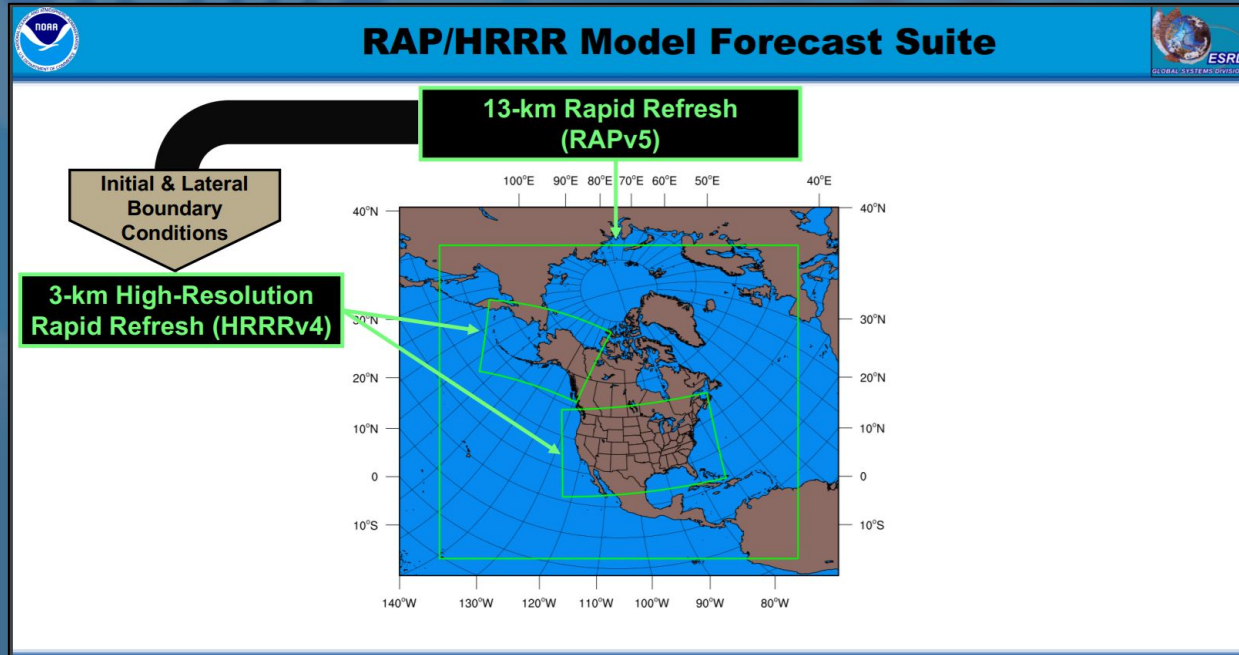 NOAA
RAP/HRRR Model Forecast Suite
ESRL
GLOBAL SYSTEMS DIVISION
13-km Rapid Refresh
(RAPv5)
Initial & Lateral
Boundary
Conditions
3-km High-Resolution
Rapid Refresh (HRRRv4)
100°E 90°E 80°E 70°E 60°E 50°E 40°E
40°N 40°N
30°N 30°N
20°N 20°N
10°N 10°N
0 0
10°S 10°S
140°W 130°W 120°W 110°W 100°W 90°W 80°W